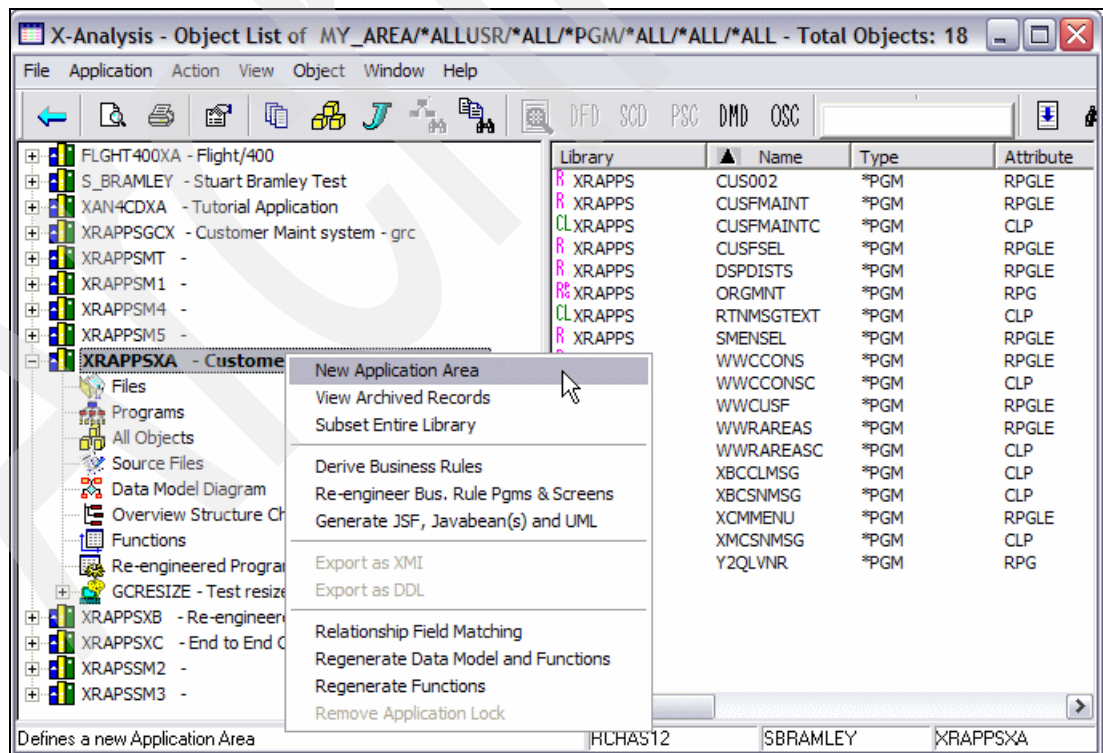 X-Analysis - Object List of MY_AREA/*ALLUSR/*ALL/*PGM/*ALL/*ALL/*ALL - Total Objects: 18
File Application Action View Object Window Help
DFD SCD PSC DMD OSC
FLGHT400XA - Flight/400
S_BRAMLEY - Stuart Bramley Test
XAN4CDXA - Tutorial Application
XRAPPSGCX - Customer Maint system - grc
XRAPPSMT -
XRAPPSM1 -
XRAPPSM4 -
XRAPPSM5 -
XRAPPSXA - Custome
Files
Programs
All Objects
Source Files
Data Model Diagram
Overview Structure Ch
Functions
Re-engineered Progra
GCRESIZE - Test resize
XRAPPSXB - Re-engineer
XRAPPSXC - End to End C
XRAPSSM2 -
XRAPSSM3 -
New Application Area
View Archived Records
Subset Entire Library
Derive Business Rules
Re-engineer Bus. Rule Pgms & Screens
Generate JSF, Javabean(s) and UML
Export as XMI
Export as DDL
Relationship Field Matching
Regenerate Data Model and Functions
Regenerate Functions
Remove Application Lock
Library Name Type Attribute
R XRAPPS CUS002 *PGM RPGLE
R XRAPPS CUSFMAINT *PGM RPGLE
CL XRAPPS CUSFMAINTC *PGM CLP
R XRAPPS CUSFSEL *PGM RPGLE
R XRAPPS DSPDISTS *PGM RPGLE
XRAPPS ORGMNT *PGM RPG
CL XRAPPS RTNMSGTEXT *PGM CLP
R XRAPPS SMENSEL *PGM RPGLE
WWCCONS *PGM RPGLE
WWCCONSC *PGM CLP
WWCUSF *PGM RPGLE
WWRAREAS *PGM RPGLE
WWRAREASC *PGM CLP
XBCCLMSG *PGM CLP
XBCSNMSG *PGM CLP
XCMMENU *PGM RPGLE
XMCSNMSG *PGM CLP
Y2QLVNR *PGM RPG
Defines a new Application Area RCHAS12 SBRAMLEY XRAPPSXA